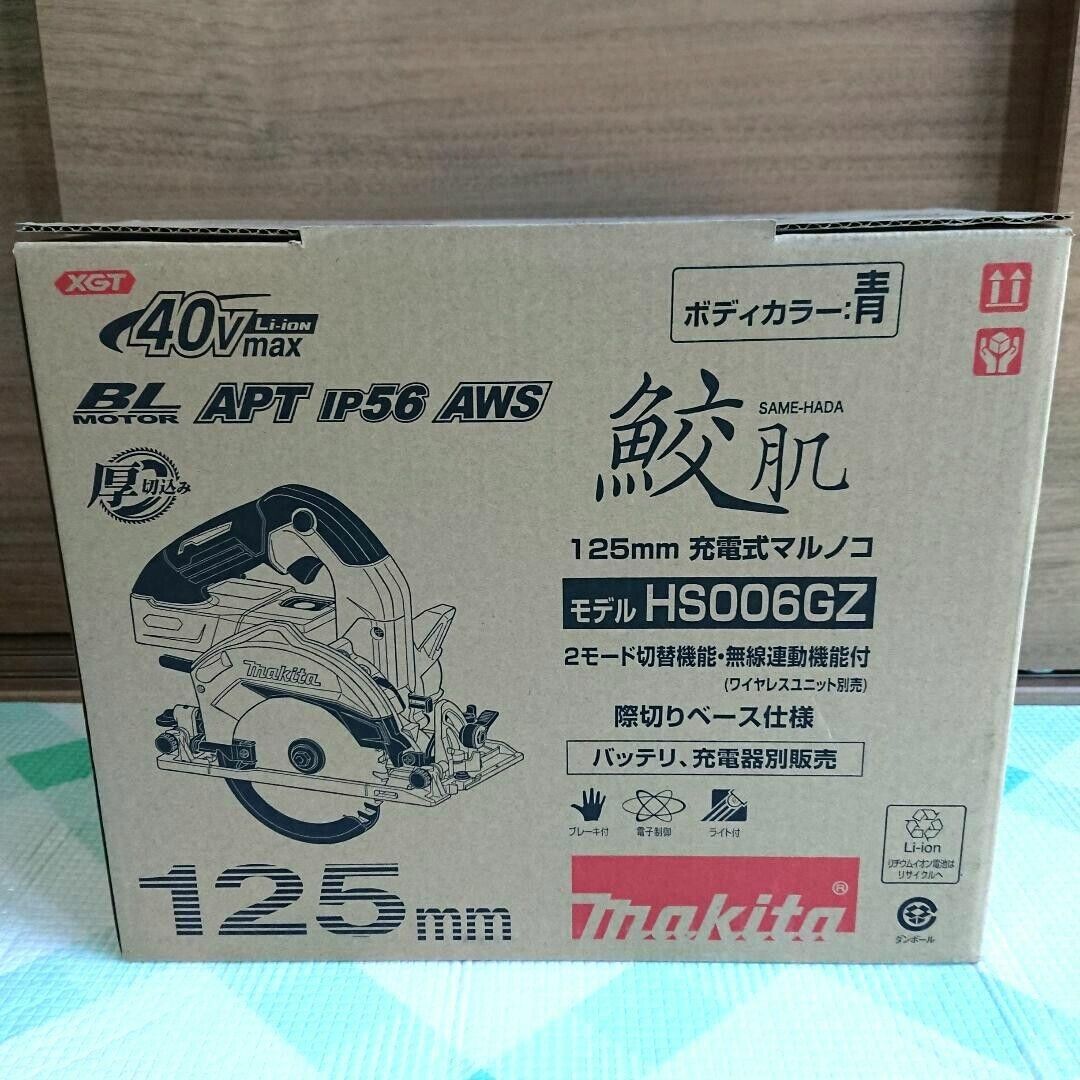 XGT
40Vmax Li-ion
ボディカラー:青
BL MOTOR APT IP56 AWS
鮫肌 SAME-HADA
厚切込み
125mm 充電式マルノコ
モデル HS006GZ
2モード切替機能・無線連動機能付
(ワイヤレスユニット別売)
際切りベース仕様
バッテリ、充電器別販売
ブレーキ付 電子制御 ライト付
makita
125mm
makita®
Li-ion
リチウムイオン電池は
リサイクルへ
ダンボール